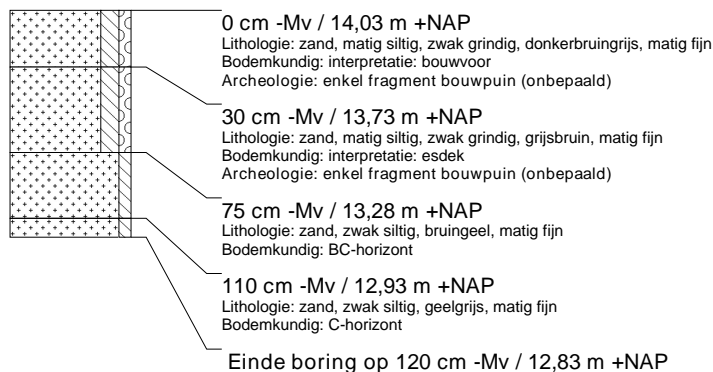 0 cm -Mv / 14,03 m +NAP
Lithologie: zand, matig siltig, zwak grindig, donkerbruingrijs, matig fijn
Bodemkundig: interpretatie: bouwvoor
Archeologie: enkel fragment bouwpuin (onbepaald)
30 cm -Mv / 13,73 m +NAP
Lithologie: zand, matig siltig, zwak grindig, grijsbruin, matig fijn
Bodemkundig: interpretatie: esdek
Archeologie: enkel fragment bouwpuin (onbepaald)
75 cm -Mv / 13,28 m +NAP
Lithologie: zand, zwak siltig, bruingeel, matig fijn
Bodemkundig: BC-horizont
110 cm -Mv / 12,93 m +NAP
Lithologie: zand, zwak siltig, geelgrijs, matig fijn
Bodemkundig: C-horizont
Einde boring op 120 cm -Mv / 12,83 m +NAP